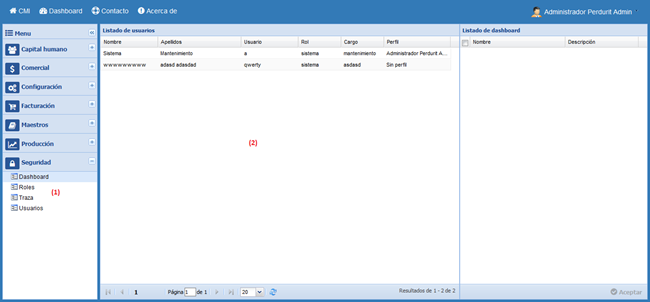 CMI Dashboard Contacto Acerca de Administrador Perdurit Admin
Menu
Capital humano
Comercial
Configuración
Facturación
Maestros
Producción
Seguridad
Dashboard
Roles
Traza
Usuarios
(1)
Listado de usuarios
Nombre Apellidos Usuario Rol Cargo Perfil
Sistema Mantenimiento a sistema mantenimiento Administrador Perdurit A...
wwwwwwwww adasd adasdad qwerty sistema asdasd Sin perfil
(2)
1 Página 1 de 1 20 Resultados de 1 - 2 de 2
Listado de dashboard
Nombre Descripción
Aceptar